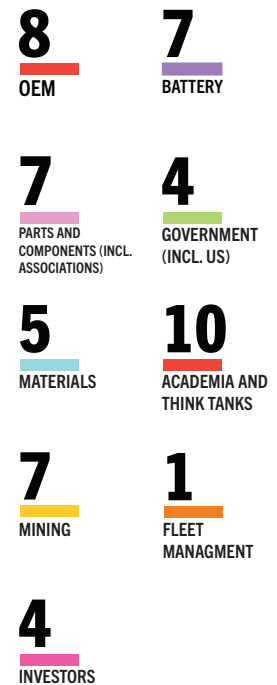 8
OEM
7
BATTERY
7
PARTS AND
COMPONENTS (INCL.
ASSOCIATIONS)
4
GOVERNMENT
(INCL. US)
5
MATERIALS
10
ACADEMIA AND
THINK TANKS
7
MINING
1
FLEET
MANAGMENT
4
INVESTORS